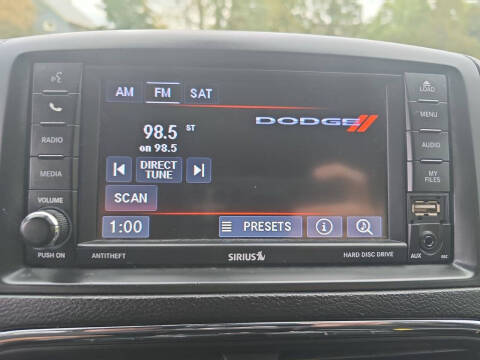 LOAD
AM FM SAT
MENU
98.5 ST
DODGE
on 98.5
RADIO
AUDIO
DIRECT
TUNE
MEDIA
MY
FILES
SCAN
VOLUME
1:00
PRESETS
PUSH ON
ANTITHEFT
SIRIUS
HARD DISC DRIVE
AUX